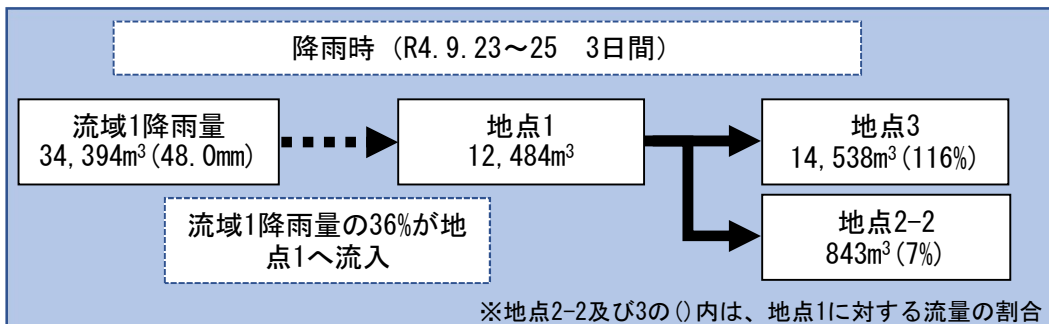 降雨時（R4.9.23～25　3日間）
流域1降雨量
34,394m³(48.0mm)
地点1
12,484m³
地点3
14,538m³(116%)
流域1降雨量の36%が地
点1へ流入
地点2-2
843m³(7%)
※地点2-2及び3の()内は、地点1に対する流量の割合